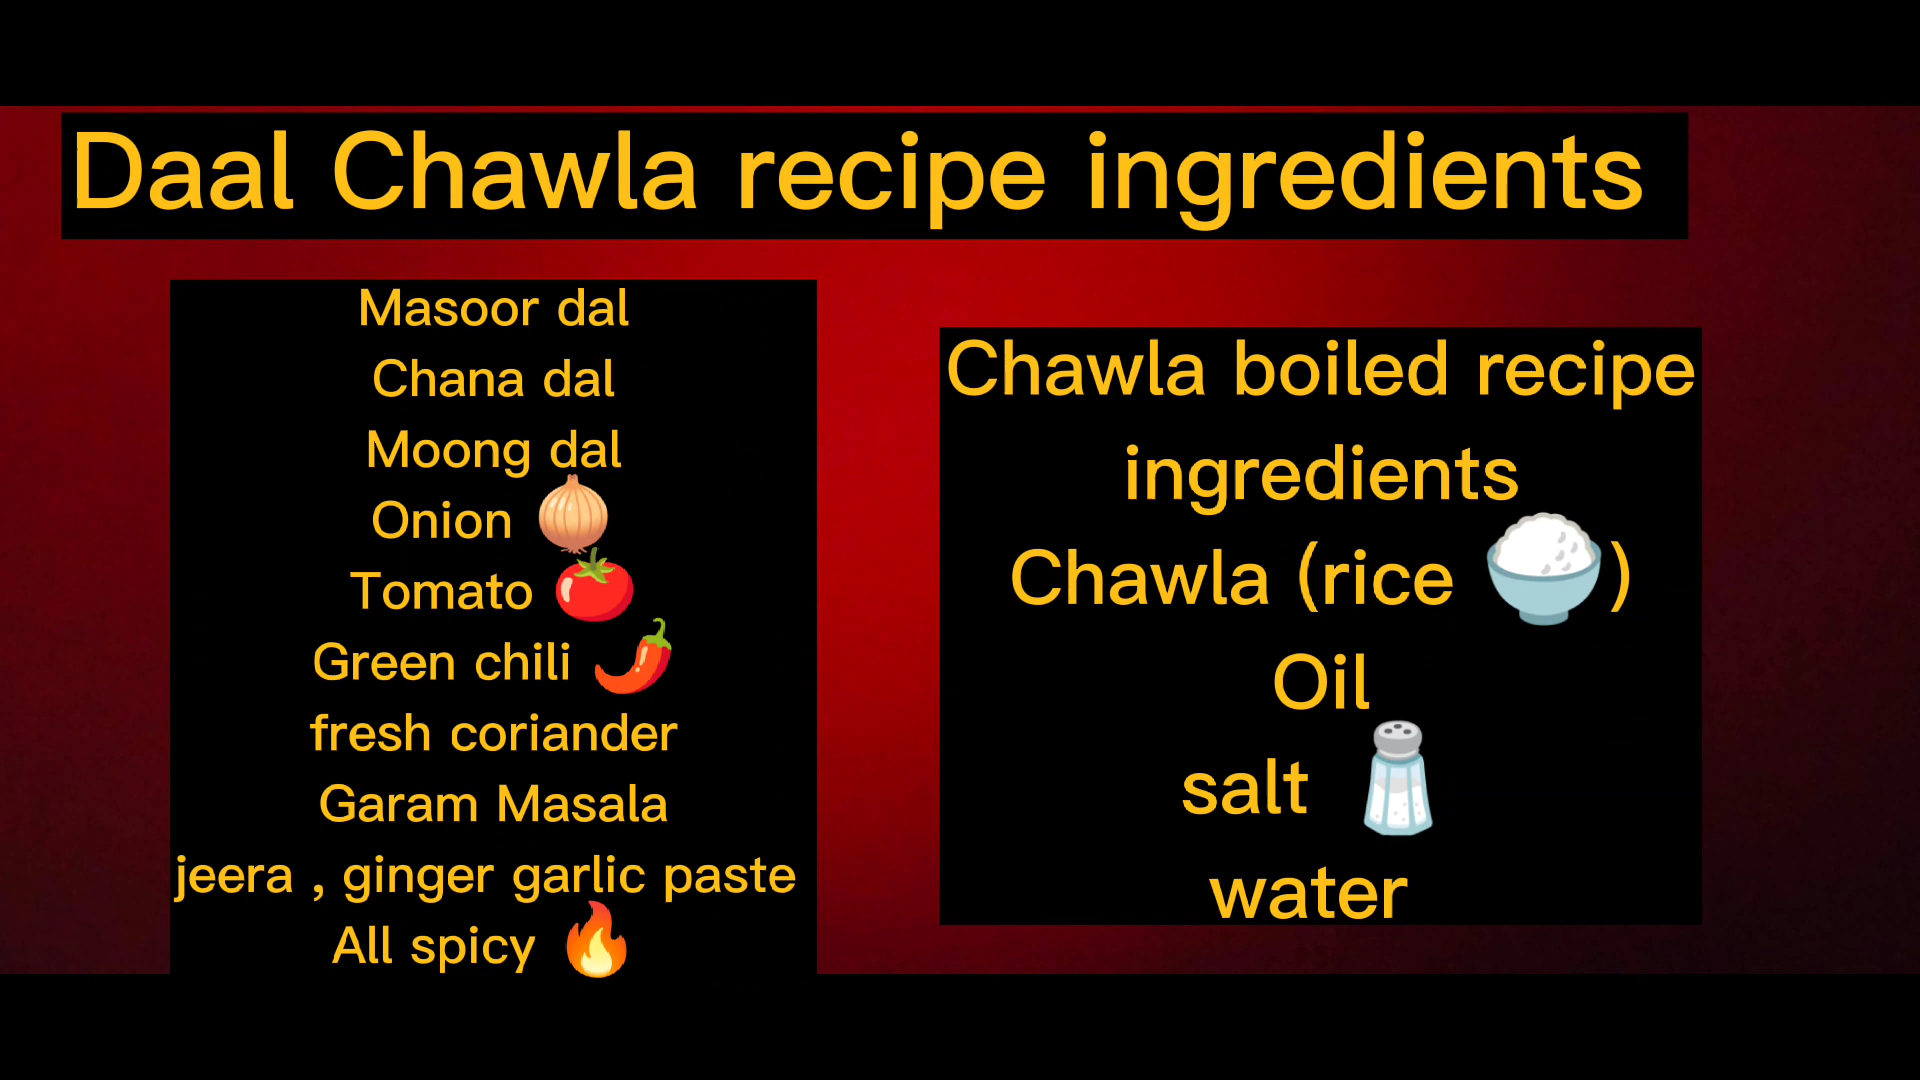 Daal Chawla recipe ingredients
Masoor dal
Chana dal
Moong dal
Onion 🧅
Tomato 🍅
Green chili 🌶️
fresh coriander
Garam Masala
jeera , ginger garlic paste
All spicy 🔥
Chawla boiled recipe
ingredients
Chawla (rice 🍚)
Oil
salt 🧂
water